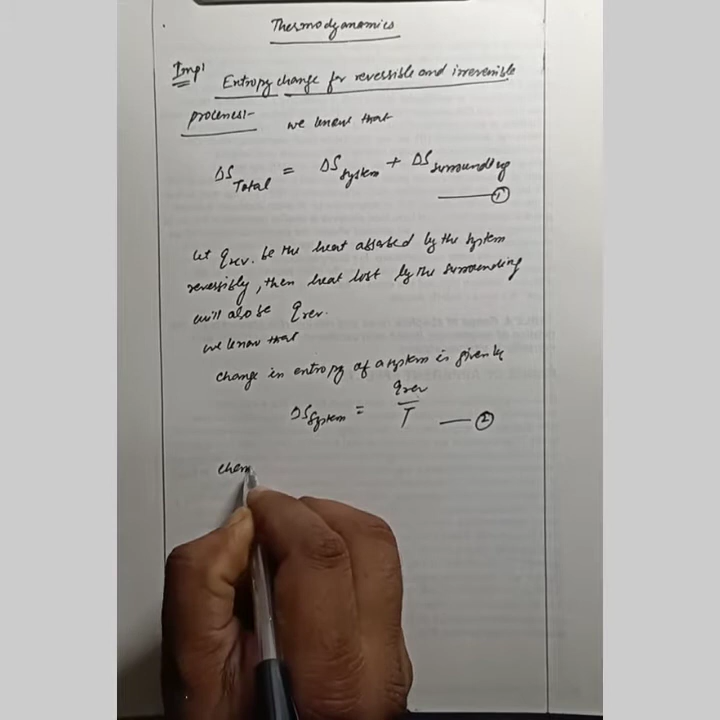 Thermodyanamics
Imp! Entropy change for reversible and irreversible
process:- we know that
ΔS Total = ΔS system + ΔS surrounding
①
Let qrev. be the heat absorbed by the system
reversibly, then heat lost by the surrounding
will also be qrev.
we know that
change in entropy of a system is given by
ΔS system = qrev / T — ②